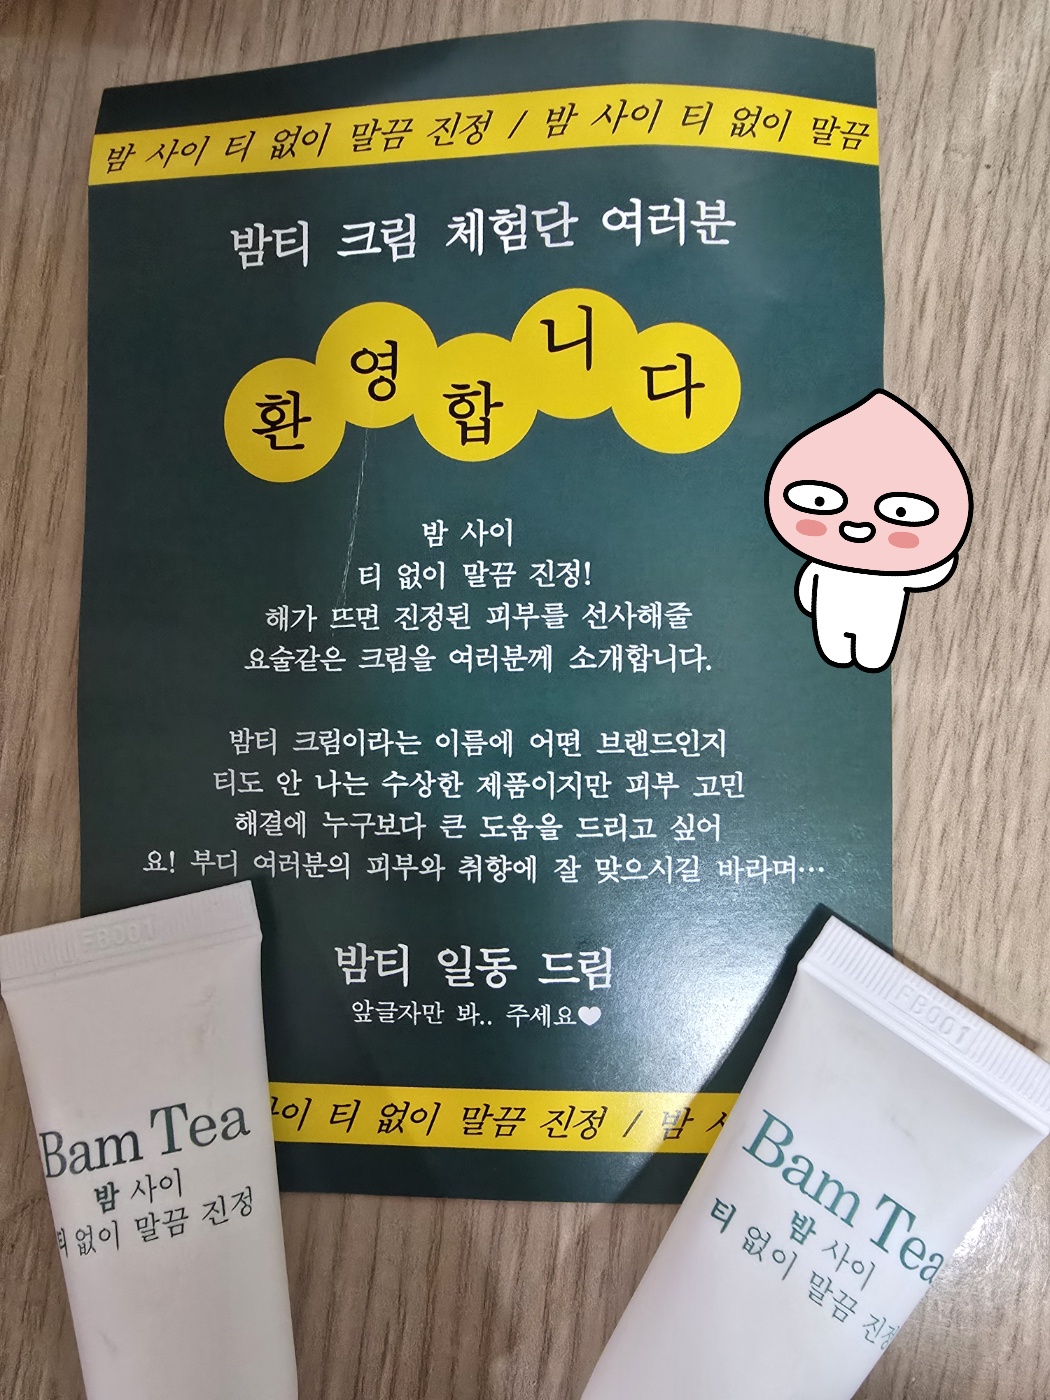 밤 사이 티 없이 말끔 진정 / 밤 사이 티 없이 말끔
밤티 크림 체험단 여러분
환영합니다
밤 사이
티 없이 말끔 진정!
해가 뜨면 진정된 피부를 선사해줄
요술같은 크림을 여러분께 소개합니다.
밤티 크림이라는 이름에 어떤 브랜드인지
티도 안 나는 수상한 제품이지만 피부 고민
해결에 누구보다 큰 도움을 드리고 싶어
요! 부디 여러분의 피부와 취향에 잘 맞으시길 바라며…
밤티 일동 드림
앞글자만 봐.. 주세요♥
티 없이 말끔 진정 / 밤
FB001
Bam Tea
밤 사이
티 없이 말끔 진정
FB001
Bam Tea
밤 사이
티 없이 말끔 진정